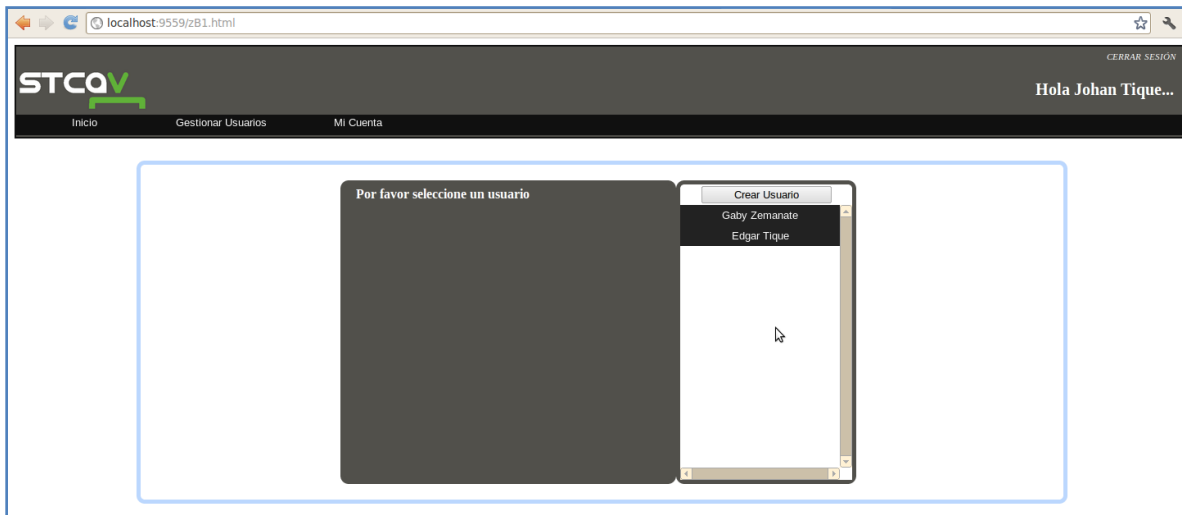 localhost:9559/zB1.html
CERRAR SESIÓN
STCAV
Hola Johan Tique...
Inicio Gestionar Usuarios Mi Cuenta
Por favor seleccione un usuario
Crear Usuario
Gaby Zemanate
Edgar Tique